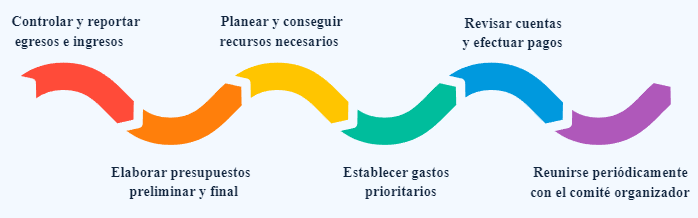 Controlar y reportar
egresos e ingresos
Elaborar presupuestos
preliminar y final
Planear y conseguir
recursos necesarios
Establecer gastos
prioritarios
Revisar cuentas
y efectuar pagos
Reunirse periódicamente
con el comité organizador